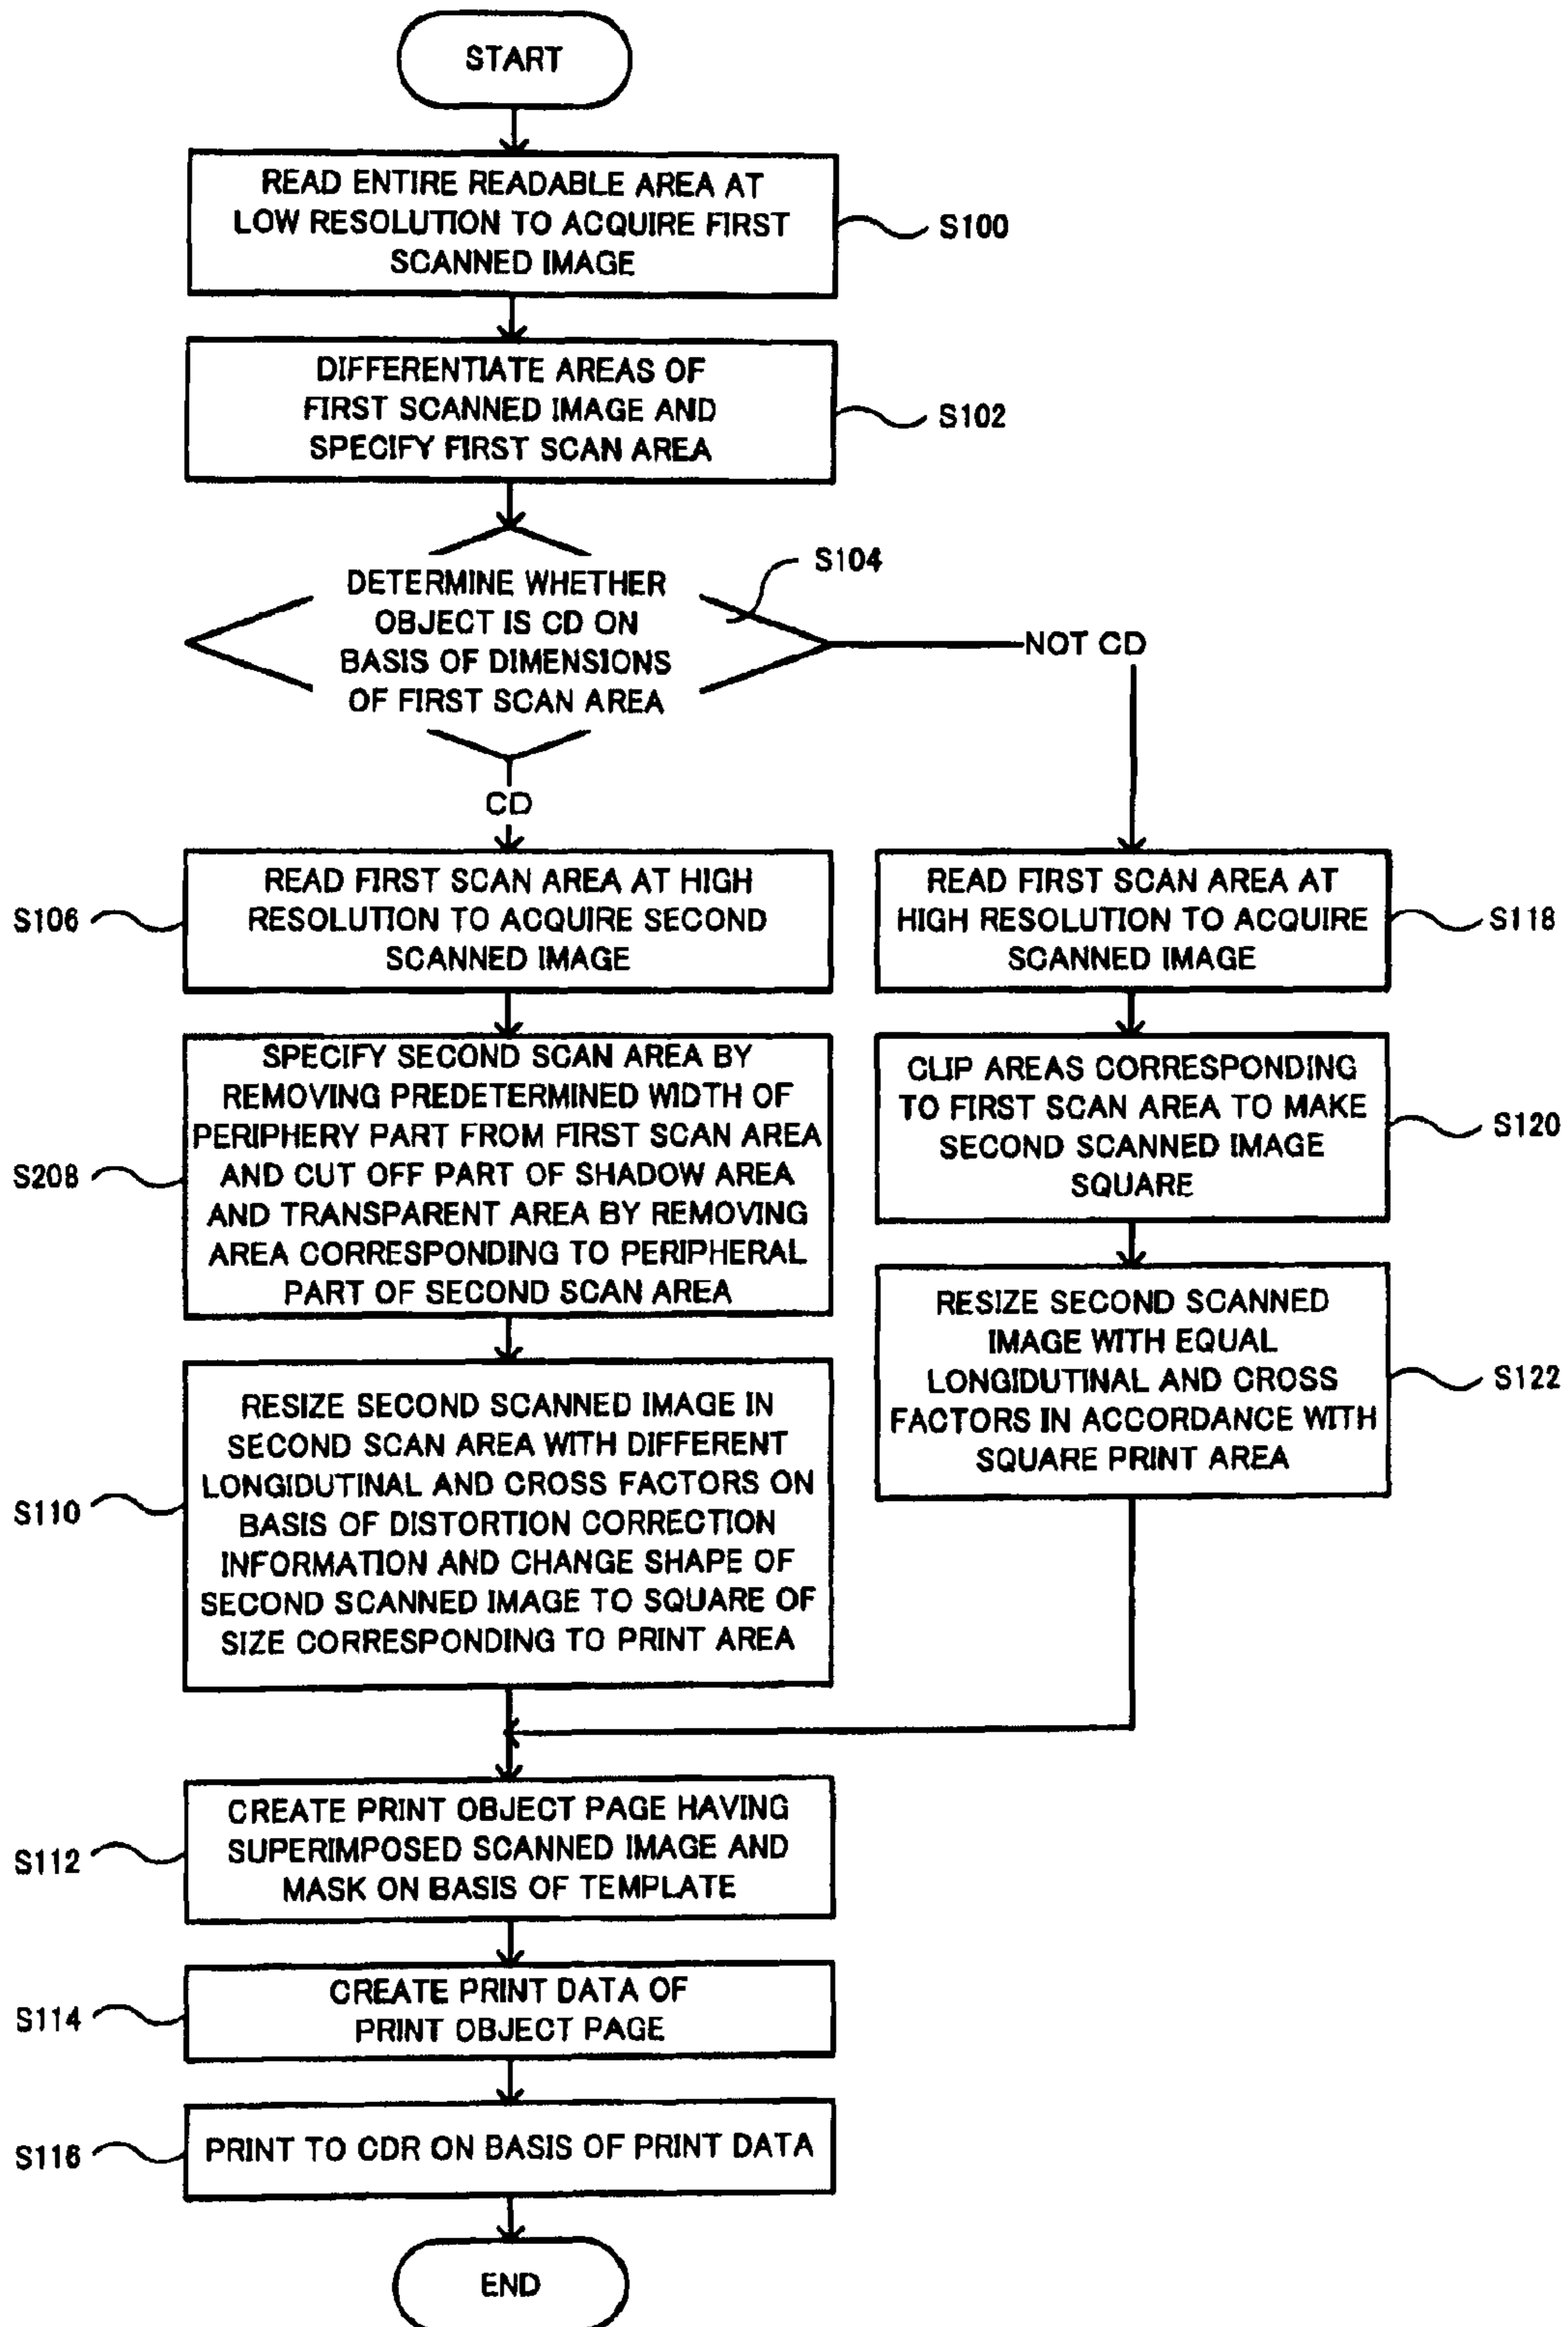 START
READ ENTIRE READABLE AREA AT
LOW RESOLUTION TO ACQUIRE FIRST
SCANNED IMAGE
S100
DIFFERENTIATE AREAS OF
FIRST SCANNED IMAGE AND
SPECIFY FIRST SCAN AREA
S102
DETERMINE WHETHER
OBJECT IS CD ON
BASIS OF DIMENSIONS
OF FIRST SCAN AREA
S104
NOT CD
CD
READ FIRST SCAN AREA AT HIGH
RESOLUTION TO ACQUIRE SECOND
SCANNED IMAGE
S106
SPECIFY SECOND SCAN AREA BY
REMOVING PREDETERMINED WIDTH OF
PERIPHERY PART FROM FIRST SCAN AREA
AND CUT OFF PART OF SHADOW AREA
AND TRANSPARENT AREA BY REMOVING
AREA CORRESPONDING TO PERIPHERAL
PART OF SECOND SCAN AREA
S208
RESIZE SECOND SCANNED IMAGE IN
SECOND SCAN AREA WITH DIFFERENT
LONGIDUTINAL AND CROSS FACTORS ON
BASIS OF DISTORTION CORRECTION
INFORMATION AND CHANGE SHAPE OF
SECOND SCANNED IMAGE TO SQUARE OF
SIZE CORRESPONDING TO PRINT AREA
S110
READ FIRST SCAN AREA AT
HIGH RESOLUTION TO ACQUIRE
SCANNED IMAGE
S118
CLIP AREAS CORRESPONDING
TO FIRST SCAN AREA TO MAKE
SECOND SCANNED IMAGE
SQUARE
S120
RESIZE SECOND SCANNED
IMAGE WITH EQUAL
LONGIDUTINAL AND CROSS
FACTORS IN ACCORDANCE WITH
SQUARE PRINT AREA
S122
CREATE PRINT OBJECT PAGE HAVING
SUPERIMPOSED SCANNED IMAGE AND
MASK ON BASIS OF TEMPLATE
S112
CREATE PRINT DATA OF
PRINT OBJECT PAGE
S114
PRINT TO CDR ON BASIS OF PRINT DATA
S116
END